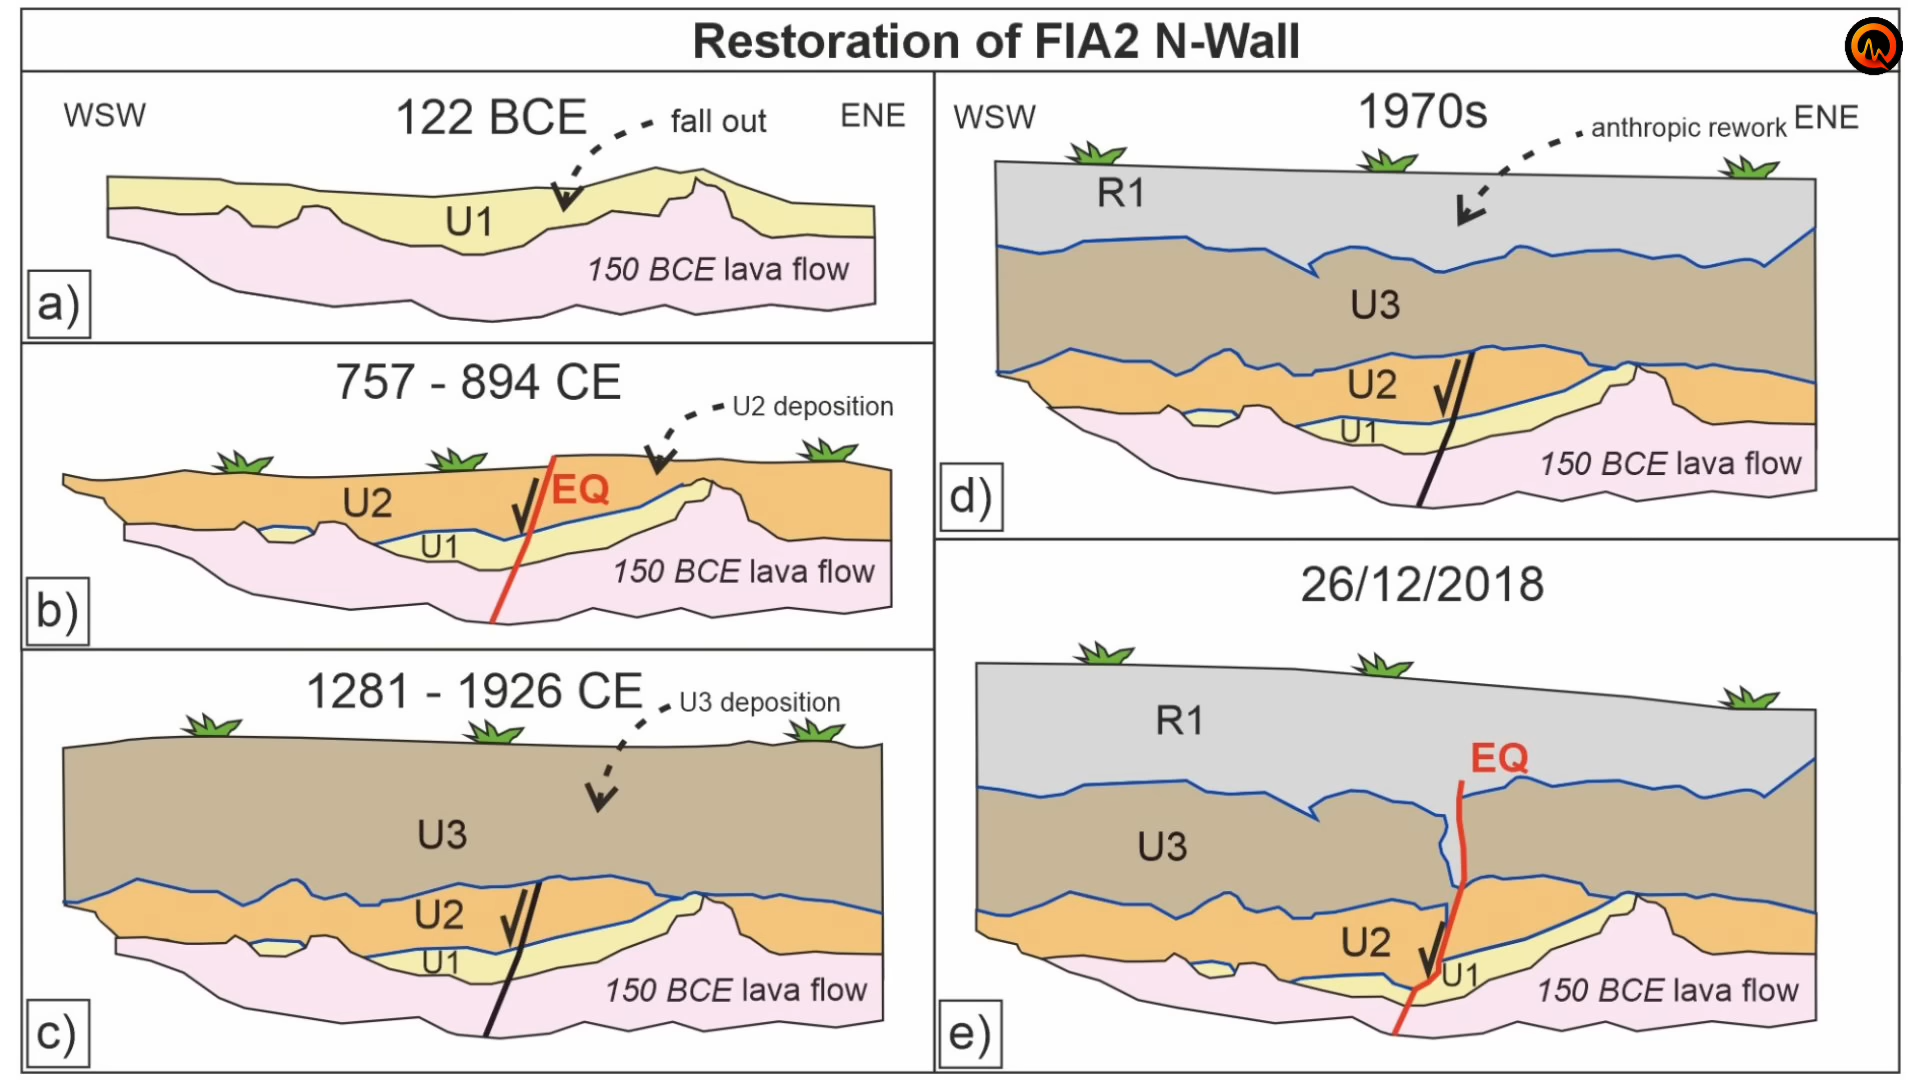 Restoration of FIA2 N-Wall
WSW
122 BCE
fall out
ENE
U1
150 BCE lava flow
a)
757 - 894 CE
U2 deposition
EQ
U2
U1
150 BCE lava flow
b)
1281 - 1926 CE
U3 deposition
U3
U2
U1
150 BCE lava flow
c)
WSW
1970s
anthropic rework
ENE
R1
U3
U2
U1
150 BCE lava flow
d)
26/12/2018
R1
EQ
U3
U2
U1
150 BCE lava flow
e)